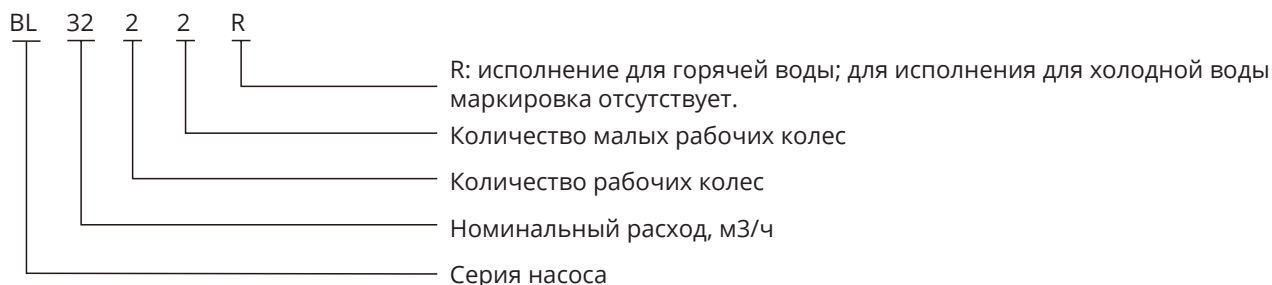 BL 32 2 2 R
R: исполнение для горячей воды; для исполнения для холодной воды
маркировка отсутствует.
Количество малых рабочих колес
Количество рабочих колес
Номинальный расход, м3/ч
Серия насоса